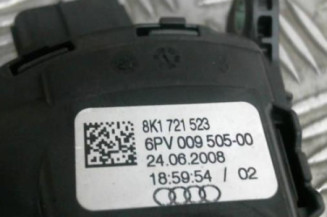 8K1 721 523
6PV 009 505-00
24.06.2008
18:59:54 / 02